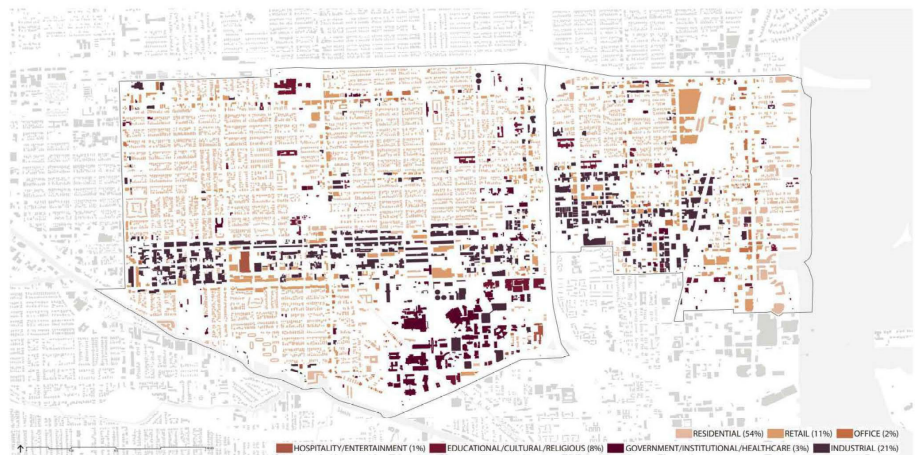 RESIDENTIAL (54%) RETAIL (11%) OFFICE (2%)
HOSPITALITY/ENTERTAINMENT (1%) EDUCATIONAL/CULTURAL/RELIGIOUS (8%) GOVERNMENT/INSTITUTIONAL/HEALTHCARE (3%) INDUSTRIAL (21%)